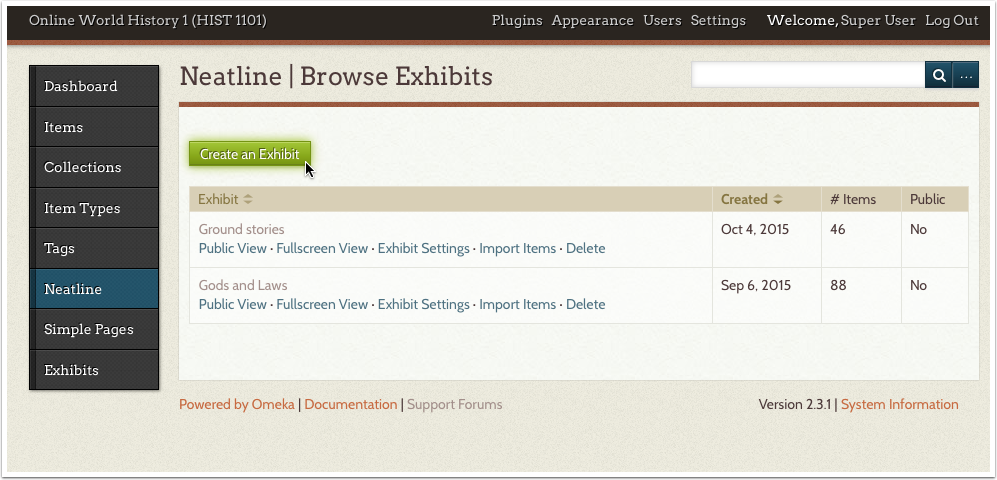 Online World History 1 (HIST 1101) Plugins Appearance Users Settings Welcome, Super User Log Out
Neatline | Browse Exhibits ...
Dashboard
Items
Collections
Item Types
Tags
Neatline
Simple Pages
Exhibits
Create an Exhibit
Exhibit Created # Items Public
Ground stories Oct 4, 2015 46 No
Public View · Fullscreen View · Exhibit Settings · Import Items · Delete
Gods and Laws Sep 6, 2015 88 No
Public View · Fullscreen View · Exhibit Settings · Import Items · Delete
Powered by Omeka | Documentation | Support Forums Version 2.3.1 | System Information